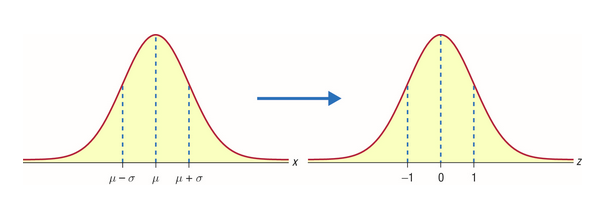 x
μ – σ μ μ + σ
z
–1 0 1